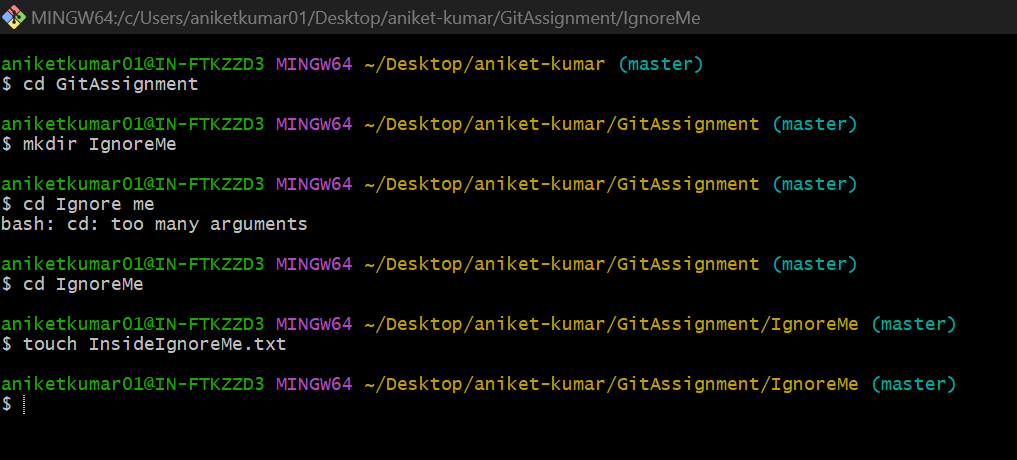 MINGW64:/c/Users/aniketkumar01/Desktop/aniket-kumar/GitAssignment/IgnoreMe
aniketkumar01@IN-FTKZZD3 MINGW64 ~/Desktop/aniket-kumar (master)
$ cd GitAssignment
aniketkumar01@IN-FTKZZD3 MINGW64 ~/Desktop/aniket-kumar/GitAssignment (master)
$ mkdir IgnoreMe
aniketkumar01@IN-FTKZZD3 MINGW64 ~/Desktop/aniket-kumar/GitAssignment (master)
$ cd Ignore me
bash: cd: too many arguments
aniketkumar01@IN-FTKZZD3 MINGW64 ~/Desktop/aniket-kumar/GitAssignment (master)
$ cd IgnoreMe
aniketkumar01@IN-FTKZZD3 MINGW64 ~/Desktop/aniket-kumar/GitAssignment/IgnoreMe (master)
$ touch InsideIgnoreMe.txt
aniketkumar01@IN-FTKZZD3 MINGW64 ~/Desktop/aniket-kumar/GitAssignment/IgnoreMe (master)
$